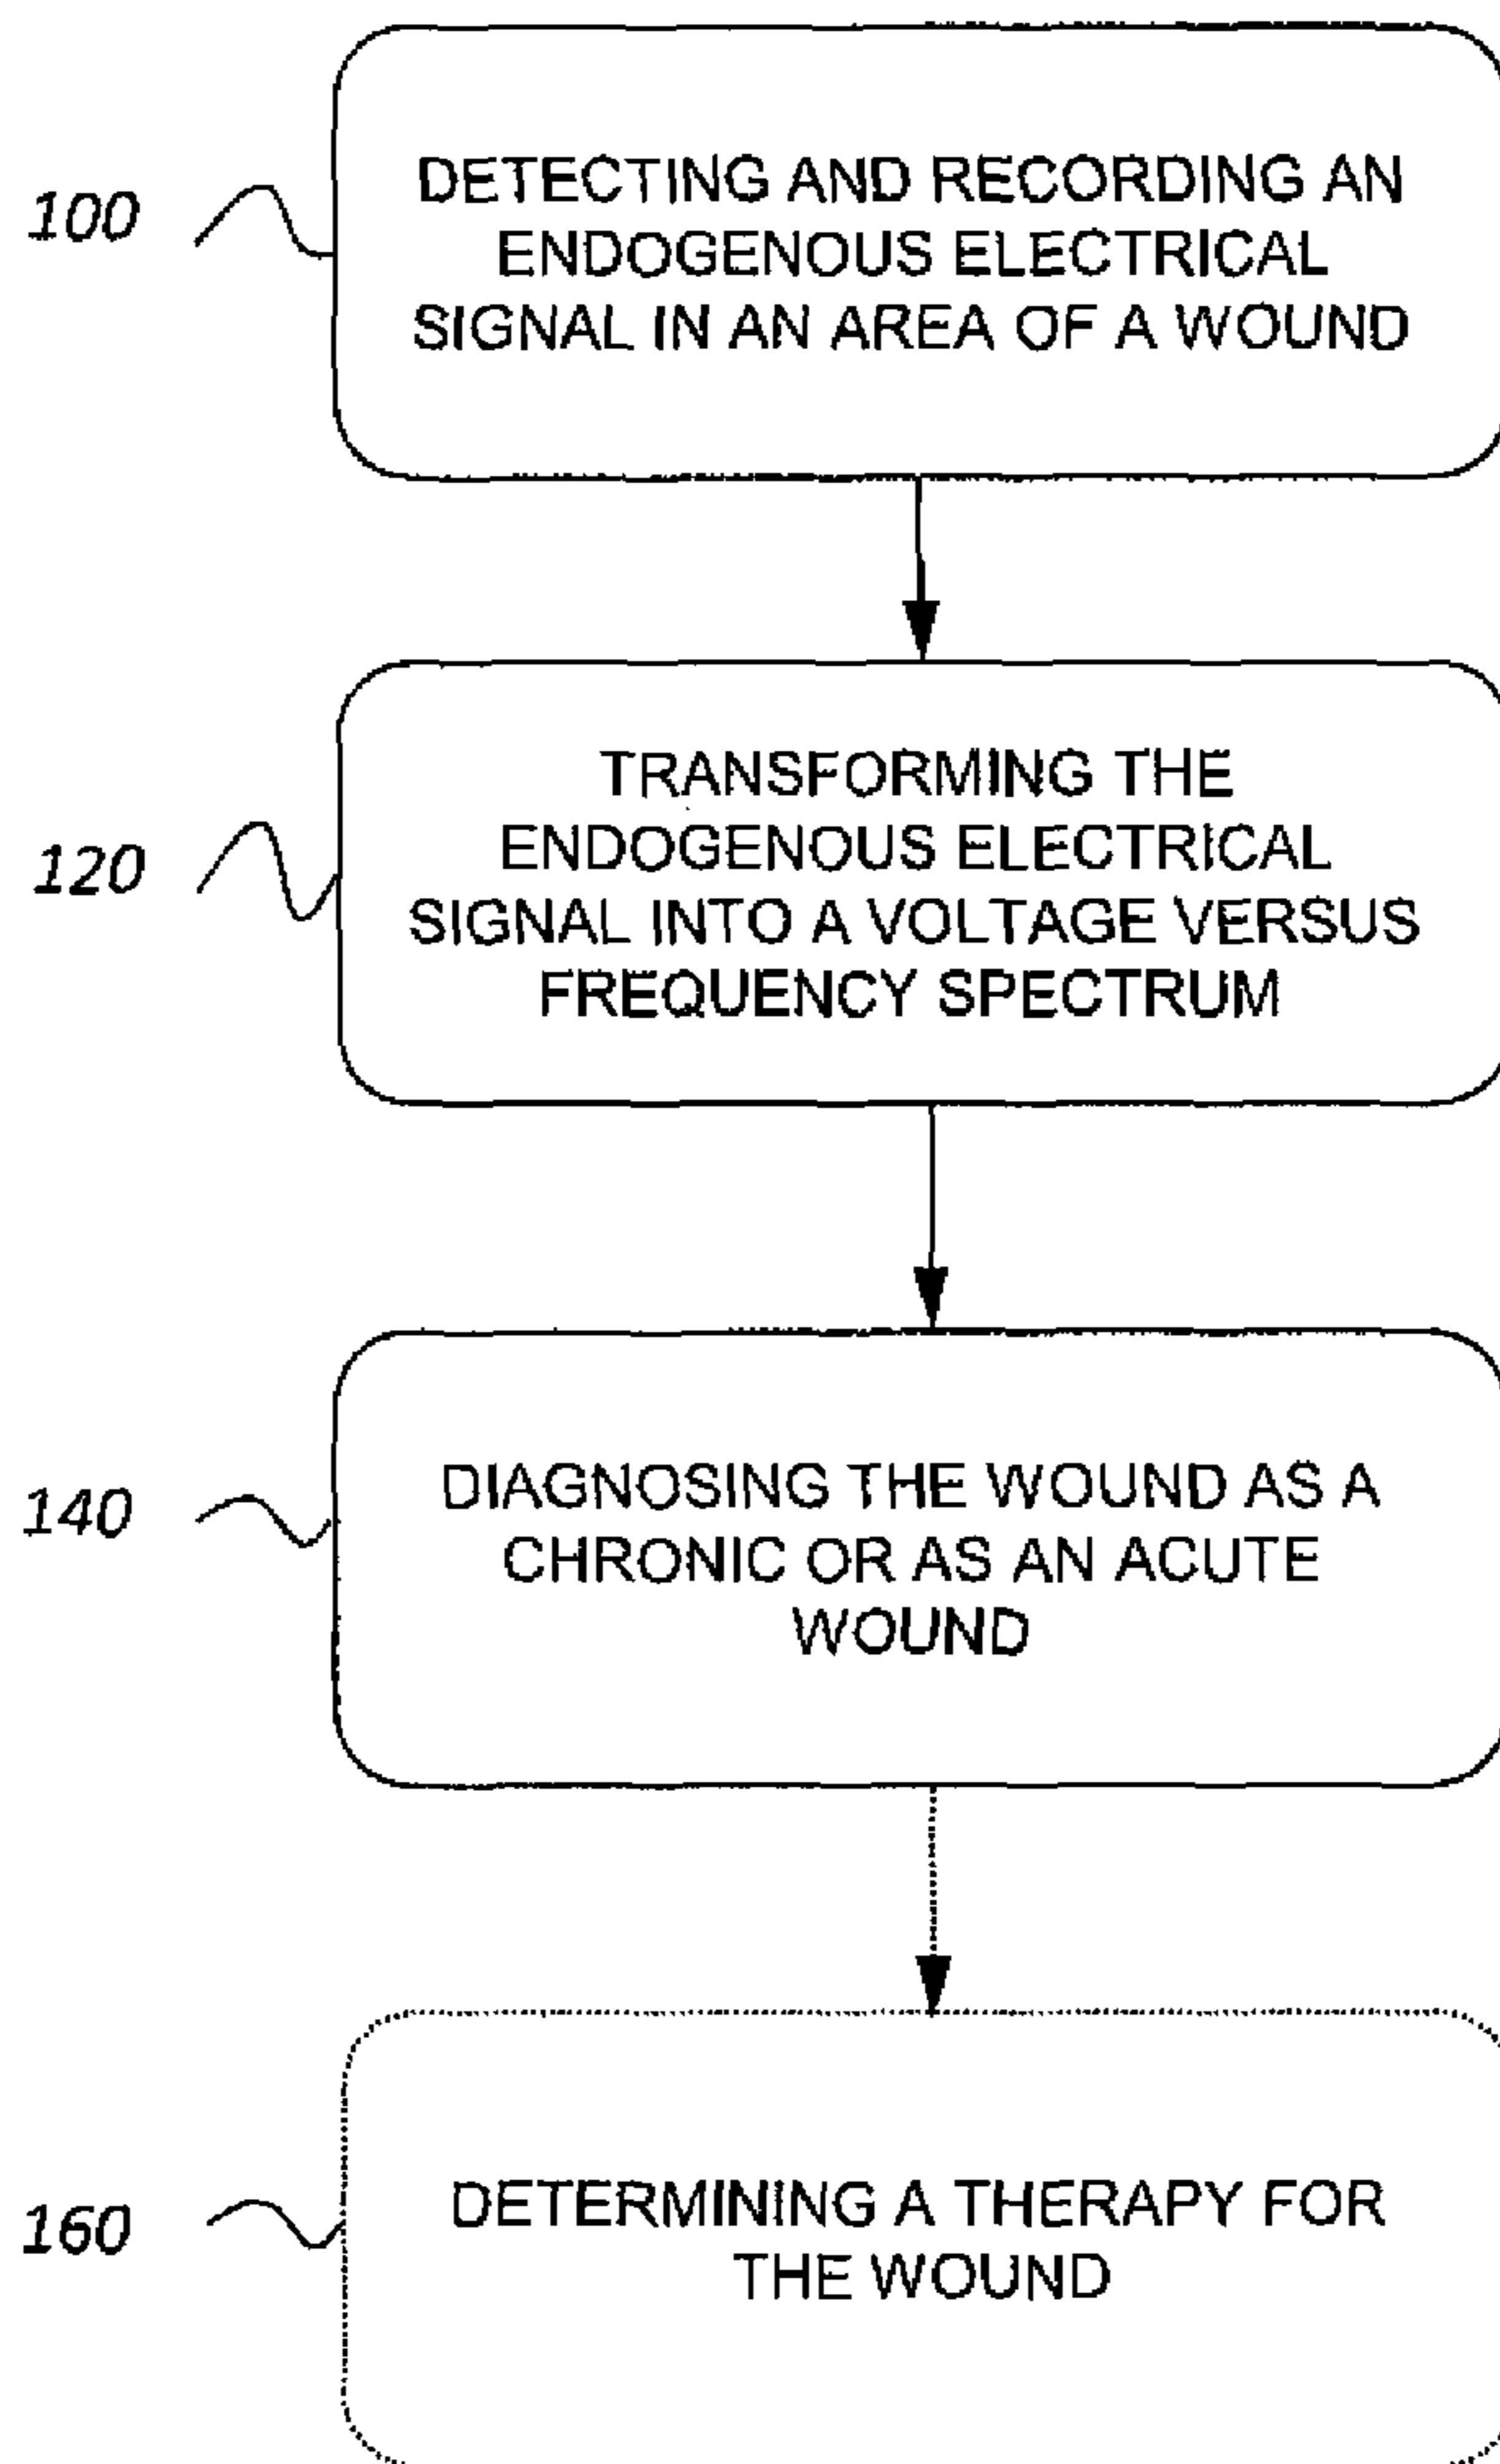 100
DETECTING AND RECORDING AN
ENDOGENOUS ELECTRICAL
SIGNAL IN AN AREA OF A WOUND
120
TRANSFORMING THE
ENDOGENOUS ELECTRICAL
SIGNAL INTO A VOLTAGE VERSUS
FREQUENCY SPECTRUM
140
DIAGNOSING THE WOUND AS A
CHRONIC OR AS AN ACUTE
WOUND
160
DETERMINING A THERAPY FOR
THE WOUND